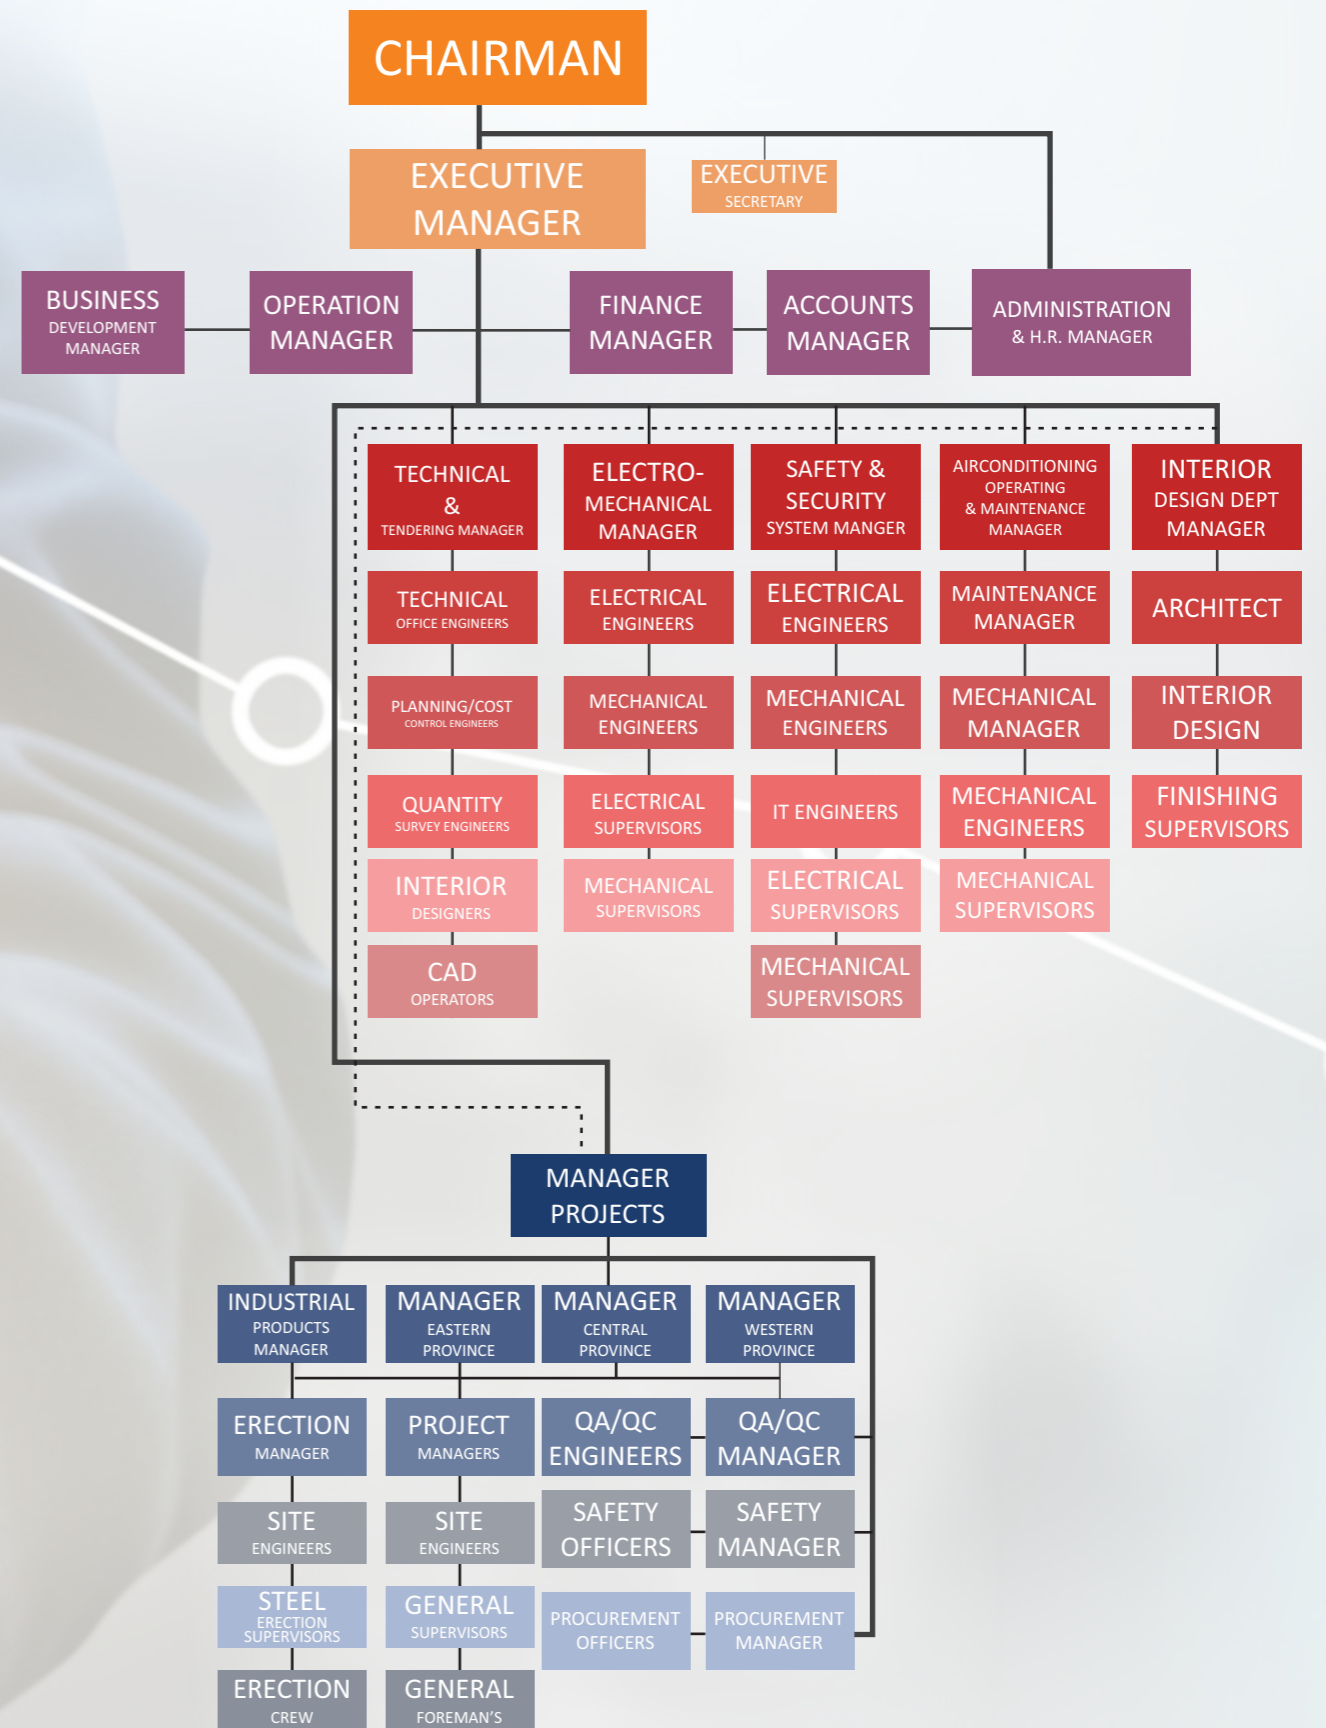 CHAIRMAN
EXECUTIVE
MANAGER
EXECUTIVE
SECRETARY
BUSINESS
DEVELOPMENT
MANAGER
OPERATION
MANAGER
FINANCE
MANAGER
ACCOUNTS
MANAGER
ADMINISTRATION
& H.R. MANAGER
TECHNICAL
&
TENDERING MANAGER
ELECTRO-
MECHANICAL
MANAGER
SAFETY &
SECURITY
SYSTEM MANGER
AIRCONDITIONING
OPERATING
& MAINTENANCE
MANAGER
INTERIOR
DESIGN DEPT
MANAGER
TECHNICAL
OFFICE ENGINEERS
ELECTRICAL
ENGINEERS
ELECTRICAL
ENGINEERS
MAINTENANCE
MANAGER
ARCHITECT
PLANNING/COST
CONTROL ENGINEERS
MECHANICAL
ENGINEERS
MECHANICAL
ENGINEERS
MECHANICAL
MANAGER
INTERIOR
DESIGN
QUANTITY
SURVEY ENGINEERS
ELECTRICAL
SUPERVISORS
IT ENGINEERS
MECHANICAL
ENGINEERS
FINISHING
SUPERVISORS
INTERIOR
DESIGNERS
MECHANICAL
SUPERVISORS
ELECTRICAL
SUPERVISORS
MECHANICAL
SUPERVISORS
CAD
OPERATORS
MECHANICAL
SUPERVISORS
MANAGER
PROJECTS
INDUSTRIAL
PRODUCTS
MANAGER
MANAGER
EASTERN
PROVINCE
MANAGER
CENTRAL
PROVINCE
MANAGER
WESTERN
PROVINCE
ERECTION
MANAGER
PROJECT
MANAGERS
QA/QC
ENGINEERS
QA/QC
MANAGER
SITE
ENGINEERS
SITE
ENGINEERS
SAFETY
OFFICERS
SAFETY
MANAGER
STEEL
ERECTION
SUPERVISORS
GENERAL
SUPERVISORS
PROCUREMENT
OFFICERS
PROCUREMENT
MANAGER
ERECTION
CREW
GENERAL
FOREMAN'S